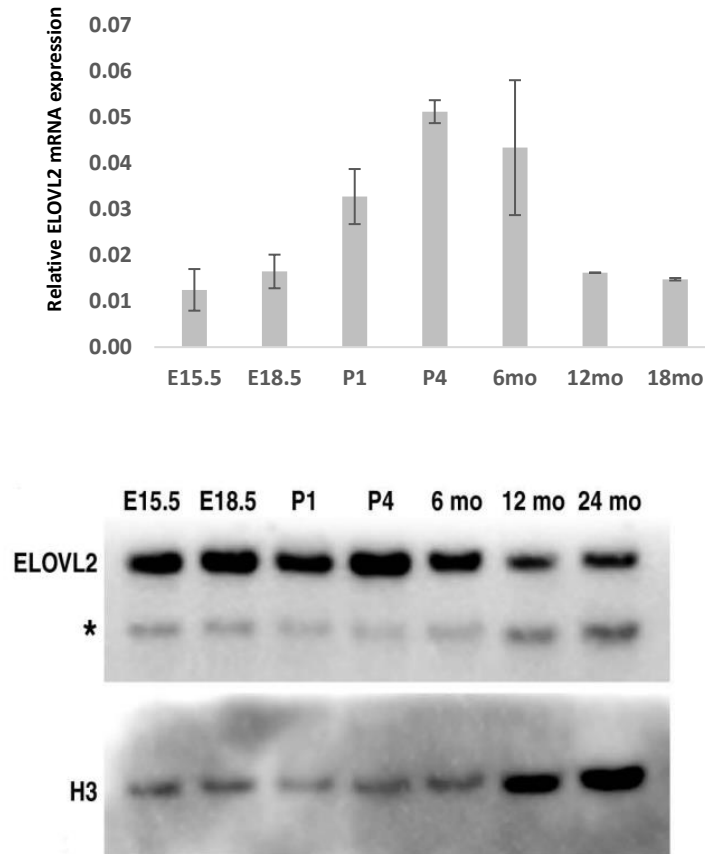 Relative ELOVL2 mRNA expression
0.07
0.06
0.05
0.04
0.03
0.02
0.01
0.00
E15.5 E18.5 P1 P4 6mo 12mo 18mo
E15.5 E18.5 P1 P4 6 mo 12 mo 24 mo
ELOVL2
*
H3